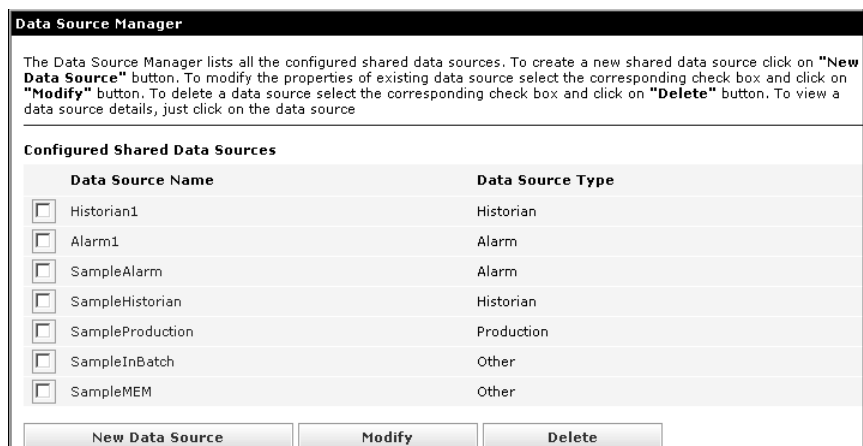 Data Source Manager
The Data Source Manager lists all the configured shared data sources. To create a new shared data source click on "New
Data Source" button. To modify the properties of existing data source select the corresponding check box and click on
"Modify" button. To delete a data source select the corresponding check box and click on "Delete" button. To view a
data source details, just click on the data source
Configured Shared Data Sources
Data Source Name Data Source Type
Historian1 Historian
Alarm1 Alarm
SampleAlarm Alarm
SampleHistorian Historian
SampleProduction Production
SampleInBatch Other
SampleMEM Other
New Data Source Modify Delete